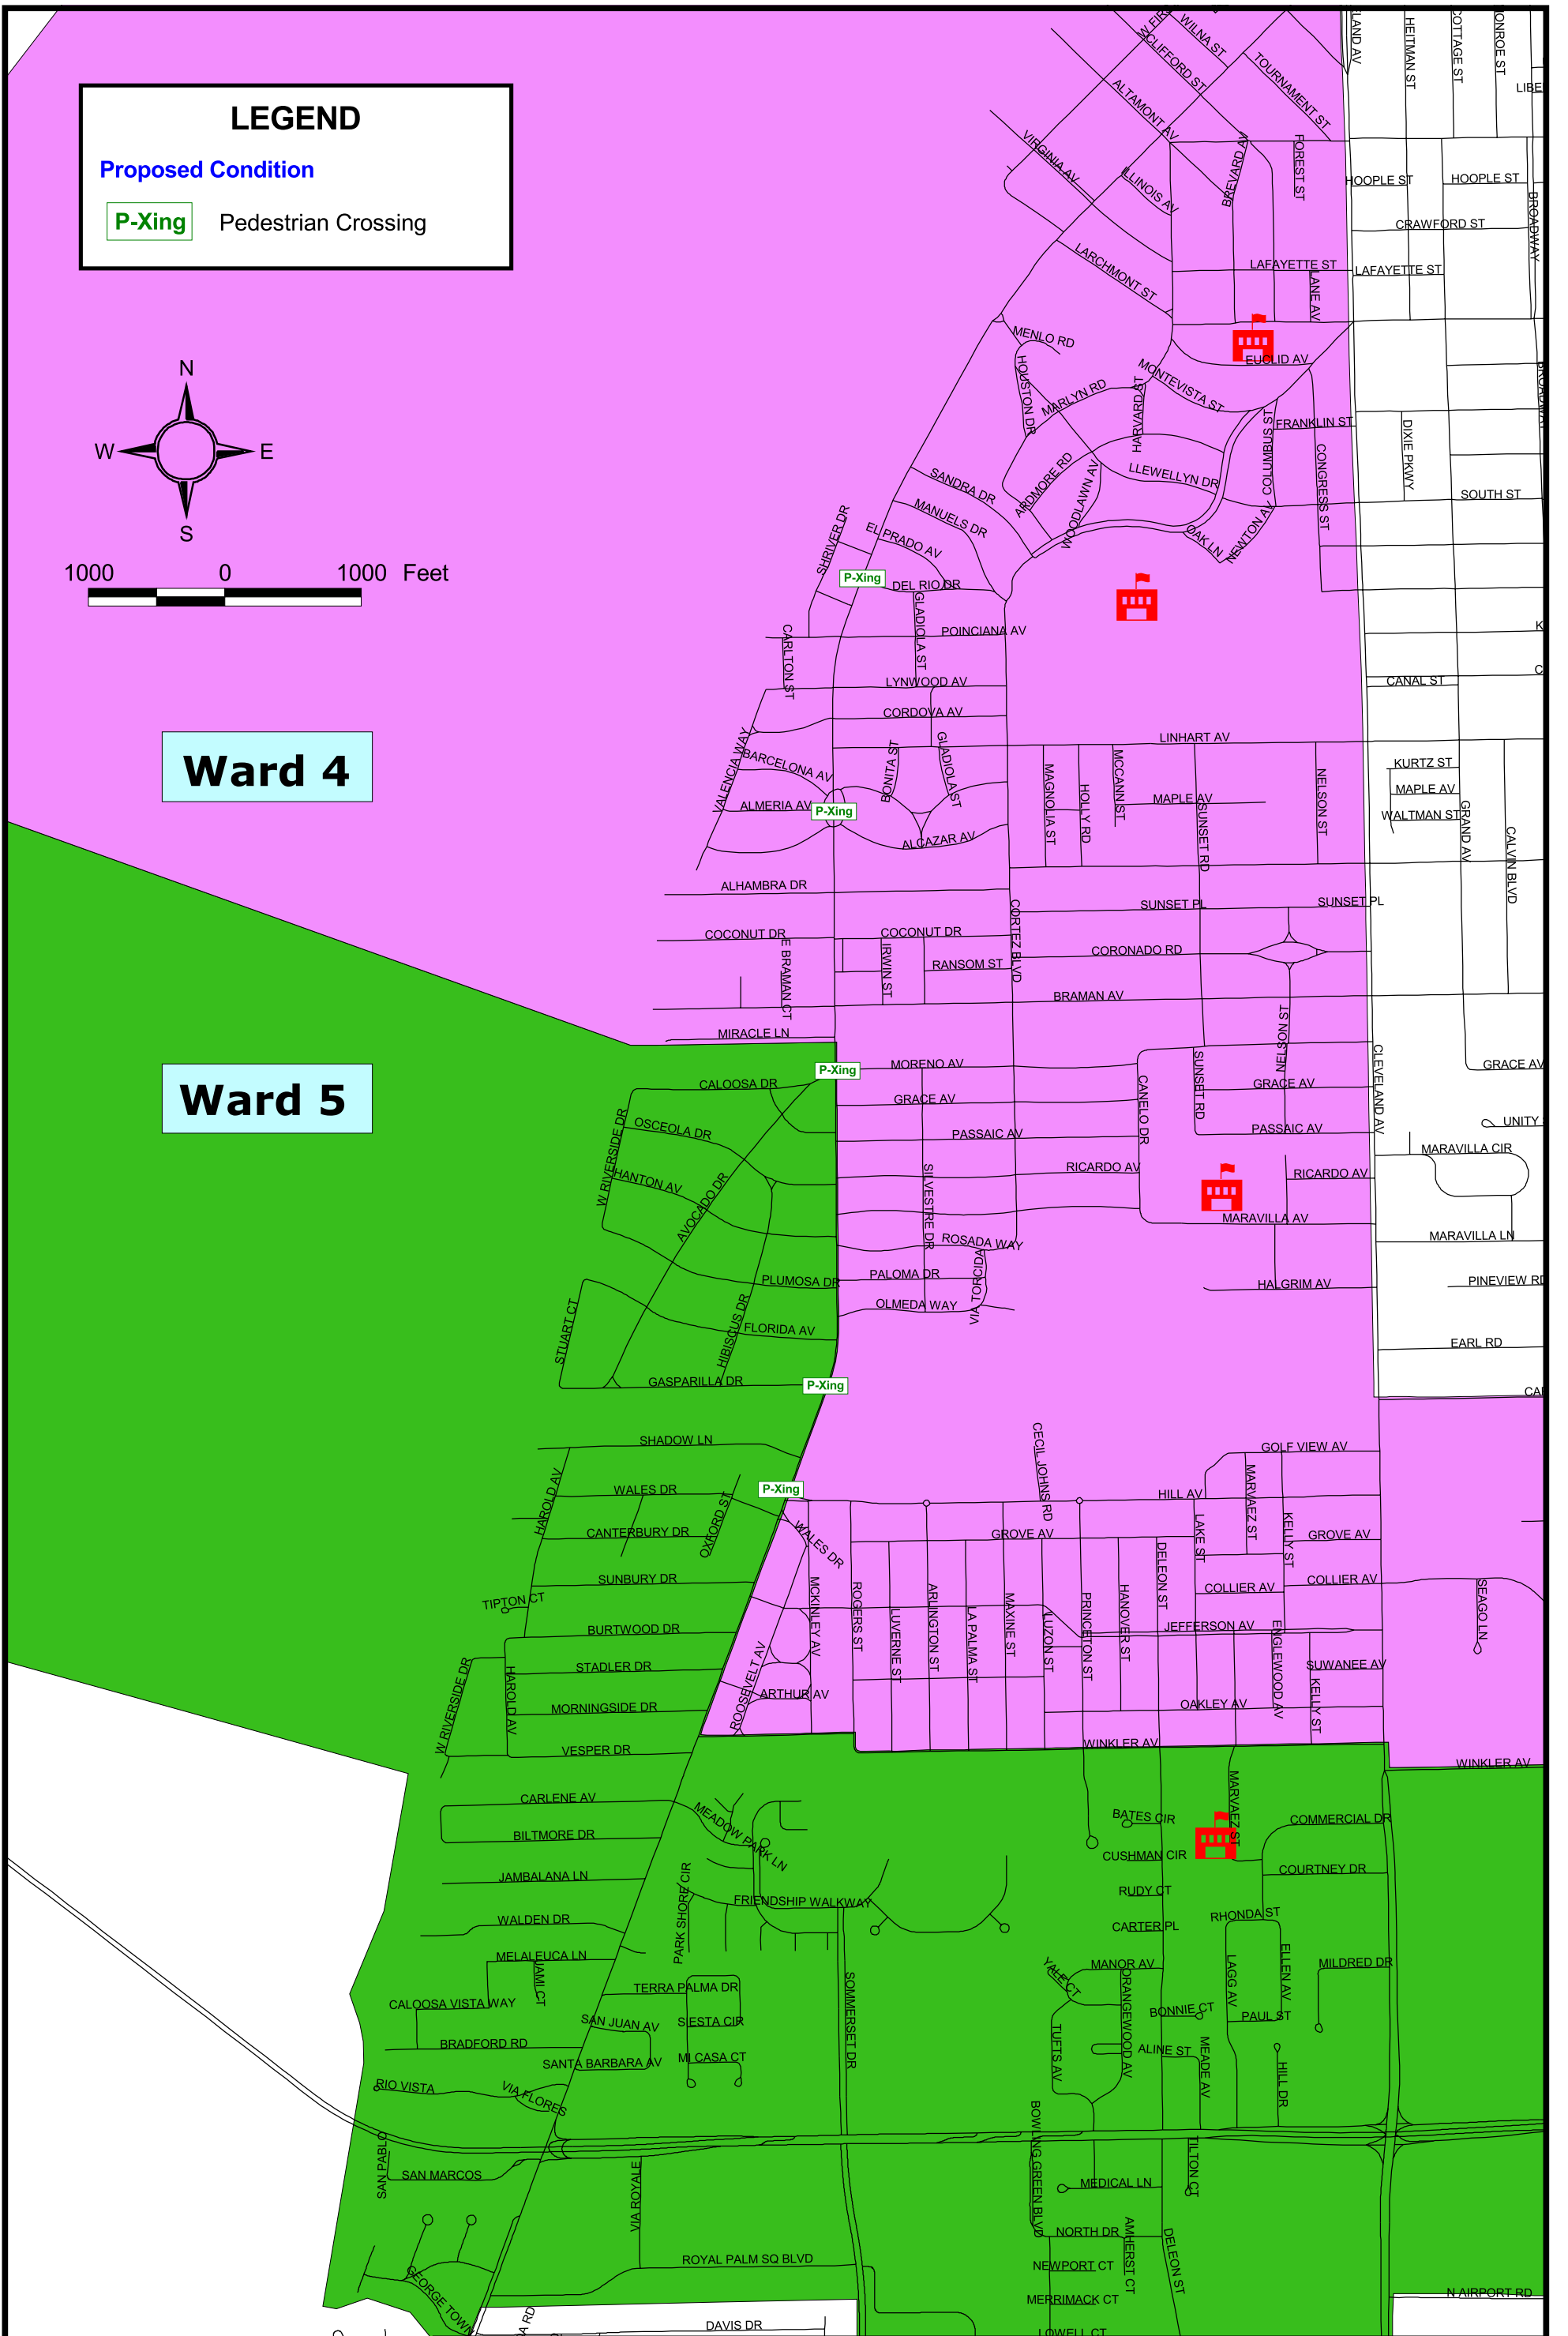 LEGEND
Proposed Condition
P-Xing Pedestrian Crossing
N
W E
S
1000 0 1000 Feet
Ward 4
Ward 5
WILNA ST
CLIFFORD ST
TOURNAMENT ST
ALTAMONT AV
VIRGINIA AV
ILLINOIS AV
BREVARD AV
FOREST ST
HEITMAN ST
HOOPLE ST
HOOPLE ST
CRAWFORD ST
BROADWAY
LARCHMONT ST
LAFAYETTE ST
LAFAYETTE ST
LANE AV
MENLO RD
HOUSTON DR
MARLYN RD
HARVARD ST
MONTEVISTA ST
EUCLID AV
COLUMBUS ST
FRANKLIN ST
CONGRESS ST
DIXIE PKWY
SOUTH ST
SANDRA DR
MANUELS DR
ARDMORE RD
WOODLAWN AV
LLEWELLYN DR
OAK LN
NEWTON AV
SHRIVER DR
EL PRADO AV
P-Xing
DEL RIO DR
GLADIOLA ST
POINCIANA AV
CARLTON ST
LYNWOOD AV
CANAL ST
CORDOVA AV
LINHART AV
VALENCIA WAY
BARCELONA AV
BONITA ST
GLADIOLA ST
MAGNOLIA ST
HOLLY RD
MCCANN ST
MAPLE AV
SUNSET RD
NELSON ST
KURTZ ST
MAPLE AV
WALTMAN ST
GRAND AV
CALVIN BLVD
ALMERIA AV
P-Xing
ALCAZAR AV
ALHAMBRA DR
CORTEZ BLVD
SUNSET PL
SUNSET PL
COCONUT DR
COCONUT DR
E BRAMAN CT
IRWIN ST
RANSOM ST
CORONADO RD
BRAMAN AV
MIRACLE LN
NELSON ST
CLEVELAND AV
P-Xing
MORENO AV
GRACE AV
CALOOSA DR
GRACE AV
CANELO DR
SUNSET RD
GRACE AV
OSCEOLA DR
W RIVERSIDE DR
PASSAIC AV
PASSAIC AV
MARAVILLA CIR
HANTON AV
AVOCADO DR
SILVESTRE DR
RICARDO AV
RICARDO AV
MARAVILLA AV
MARAVILLA LN
ROSADA WAY
PLUMOSA DR
PALOMA DR
VIA TORCIDA
HALGRIM AV
PINEVIEW RD
OLMEDA WAY
STUART CT
HIBISCUS DR
FLORIDA AV
EARL RD
GASPARILLA DR
P-Xing
SHADOW LN
CECIL JOHNS RD
GOLF VIEW AV
HAROLD AV
WALES DR
P-Xing
HILL AV
MARVAEZ ST
OXFORD ST
CANTERBURY DR
WALES DR
GROVE AV
LAKE ST
KELLY ST
GROVE AV
SUNBURY DR
TIPTON CT
MCKINLEY AV
ROGERS ST
LUVERNE ST
ARLINGTON ST
LA PALMA ST
MAXINE ST
LUZON ST
PRINCETON ST
HANOVER ST
DELEON ST
COLLIER AV
COLLIER AV
SEAGO LN
BURTWOOD DR
JEFFERSON AV
ENGLEWOOD AV
W RIVERSIDE DR
HAROLD AV
STADLER DR
ROOSEVELT AV
ARTHUR AV
SUWANEE AV
KELLY ST
MORNINGSIDE DR
OAKLEY AV
VESPER DR
WINKLER AV
WINKLER AV
CARLENE AV
MEADOW PARK LN
BATES CIR
MARVAEZ ST
COMMERCIAL DR
BILTMORE DR
CUSHMAN CIR
COURTNEY DR
JAMBALANA LN
PARK SHORE CIR
FRIENDSHIP WALKWAY
RUDY CT
RHONDA ST
WALDEN DR
CARTER PL
MELALEUCA LN
JAMI CT
YALE CT
MANOR AV
LAGG AV
ELLEN AV
MILDRED DR
CALOOSA VISTA WAY
TERRA PALMA DR
SOMMERSET DR
ORANGEWOOD AV
BONNIE CT
PAUL ST
SAN JUAN AV
SIESTA CIR
BRADFORD RD
TUFTS AV
ALINE ST
MEADE AV
HILL DR
SANTA BARBARA AV
MI CASA CT
RIO VISTA
VIA FLORES
SAN PABLO
SAN MARCOS
VIA ROYALE
BOWLING GREEN BLVD
TILTON CT
MEDICAL LN
NORTH DR
AMHERST CT
DELEON ST
GEORGE TOWN
ROYAL PALM SQ BLVD
NEWPORT CT
MERRIMACK CT
N AIRPORT RD
DAVIS DR
LOWELL CT